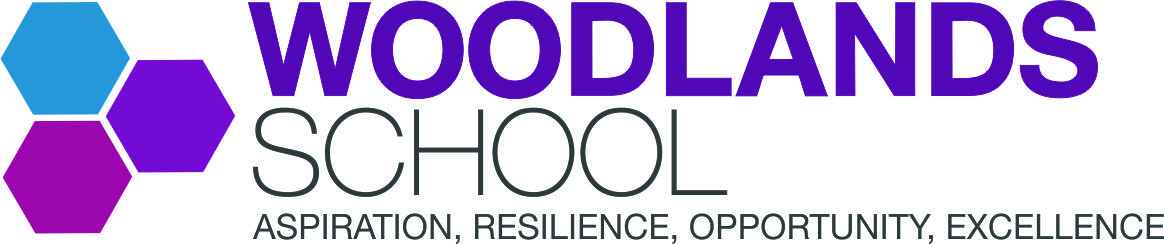 WOODLANDS
SCHOOL
ASPIRATION, RESILIENCE, OPPORTUNITY, EXCELLENCE